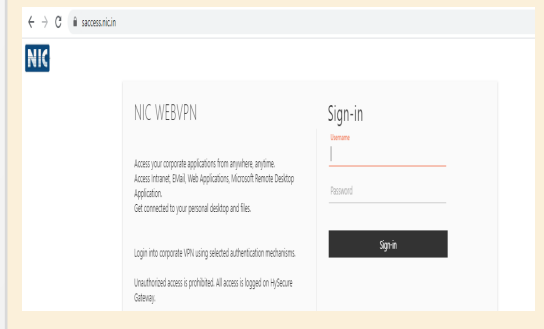 saccess.nic.in
NIC
NIC WEBVPN
Access your corporate applications from anywhere, anytime.
Access Intranet, EMail, Web Applications, Microsoft Remote Desktop
Application.
Get connected to your personal desktop and files.
Login into corporate VPN using selected authentication mechanisms.
Unauthorized access is prohibited. All access is logged on HySecure
Gateway.
Sign-in
Username
Password
Sign-in